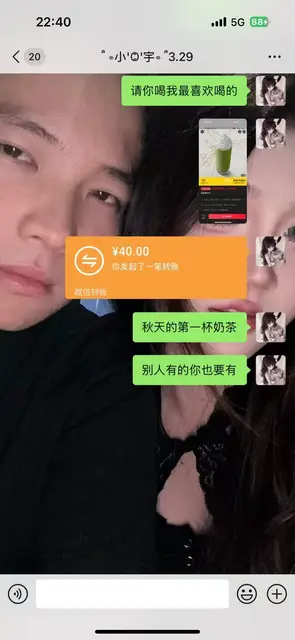 22:40
5G
88
20
小'O'宇 3.29
请你喝我最喜欢喝的
¥40.00
你发起了一笔转账
微信转账
秋天的第一杯奶茶
别人有的你也要有